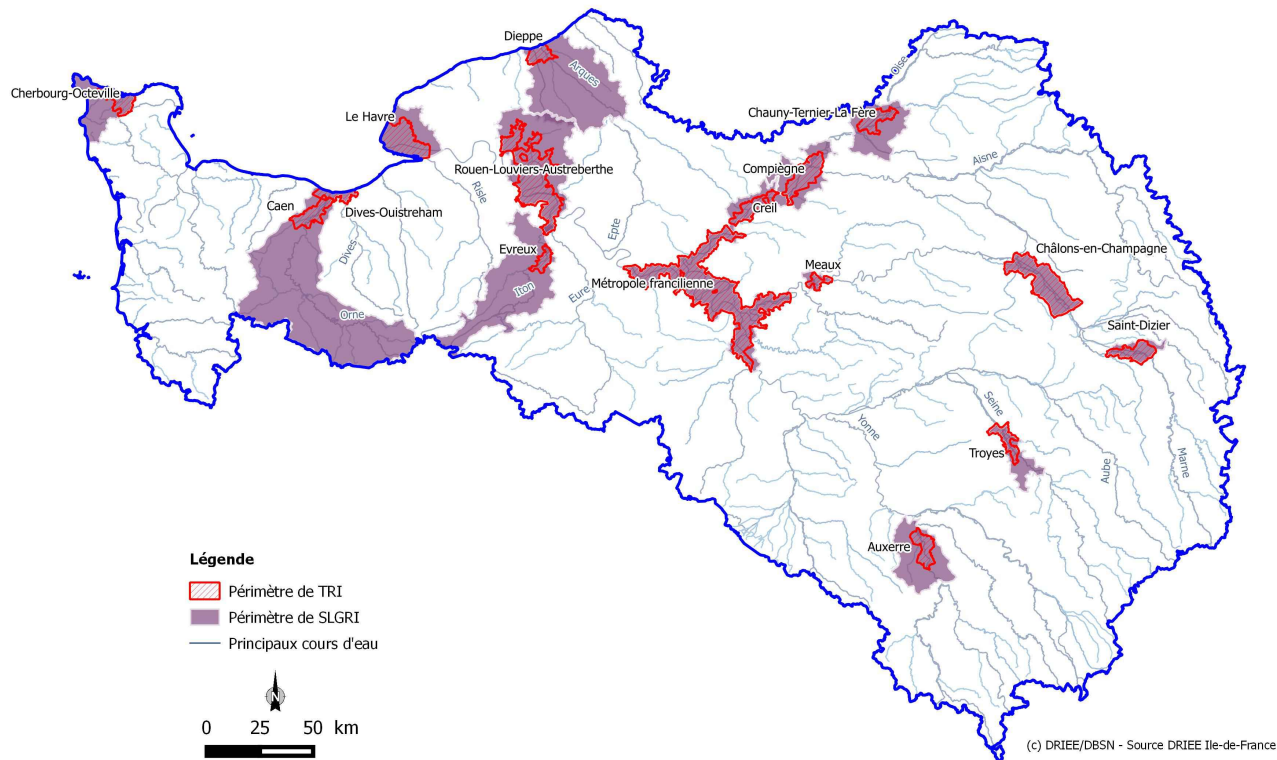 Dieppe
Arques
Oise
Cherbourg-Octeville
Le Havre
Chauny-Ternier-La Fère
Aisne
Rouen-Louviers-Austreberthe
Compiègne
Risle
Caen
Dives-Ouistreham
Creil
Epte
Dives
Evreux
Châlons-en-Champagne
Meaux
Métropole francilienne
Iton
Eure
Orne
Saint-Dizier
Seine
Yonne
Troyes
Aube
Marne
Auxerre
Légende
Périmètre de TRI
Périmètre de SLGRI
Principaux cours d'eau
N
0 25 50 km
(c) DRIEE/DBSN - Source DRIEE Ile-de-France